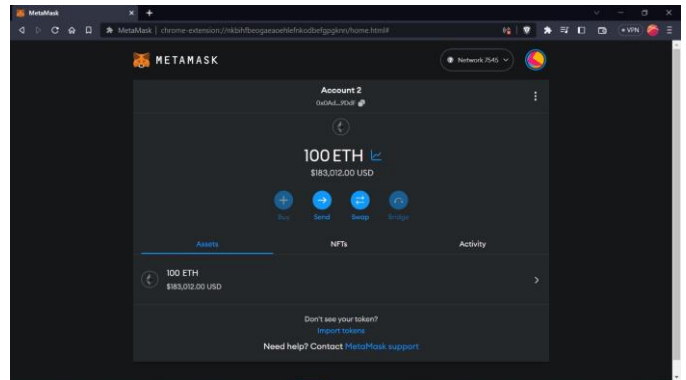 MetaMask
MetaMask | chrome-extension://nkbihfbeogaeaoehlefnkodbefgpgknn/home.html#
VPN
METAMASK
Network 7545
Account 2
0x0Ad...9Ddf
100 ETH
$183,012.00 USD
Buy
Send
Swap
Bridge
Assets
NFTs
Activity
100 ETH
$183,012.00 USD
Don't see your token?
Import tokens
Need help? Contact MetaMask support